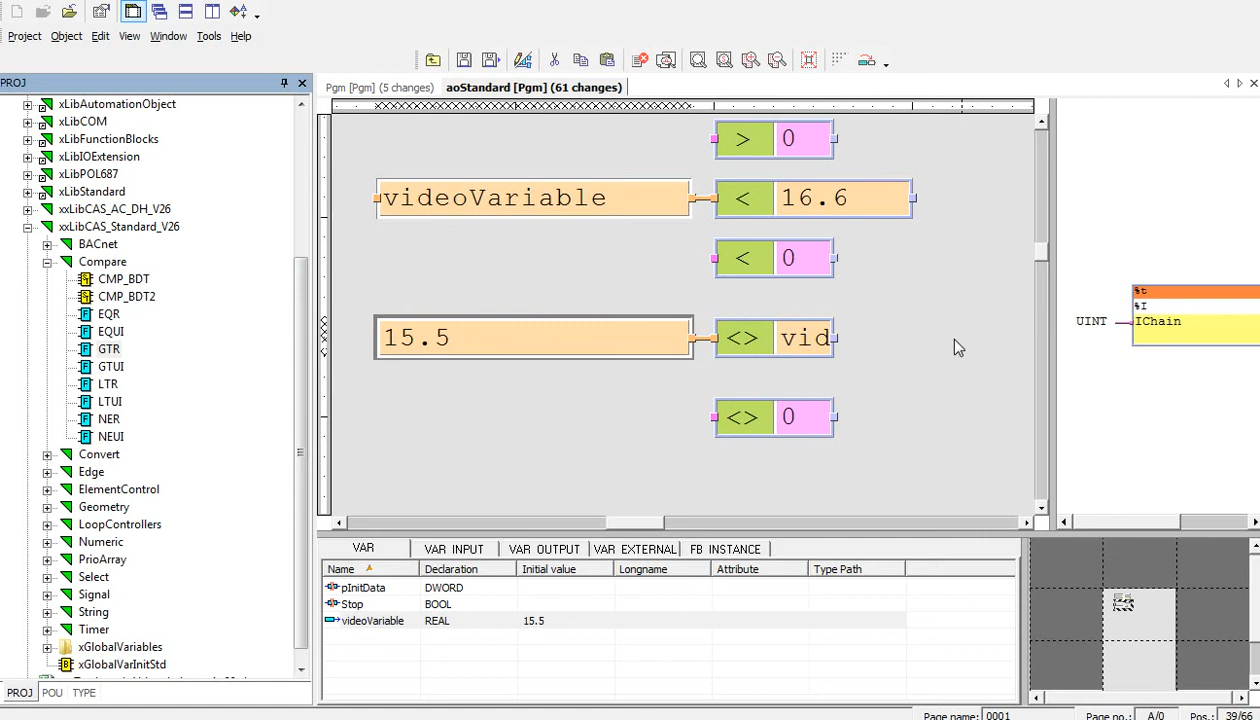 Project Object Edit View Window Tools Help
PROJ
xLibAutomationObject
xLibCOM
xLibFunctionBlocks
xLibIOExtension
xLibPOL687
xLibStandard
xxLibCAS_AC_DH_V26
xxLibCAS_Standard_V26
BACnet
Compare
CMP_BDT
CMP_BDT2
EQR
EQUI
GTR
GTUI
LTR
LTUI
NER
NEUI
Convert
Edge
ElementControl
Geometry
LoopControllers
Numeric
PrioArray
Select
Signal
String
Timer
xGlobalVariables
xGlobalVarInitStd
PROJ POU TYPE
Pgm [Pgm] (5 changes) aoStandard [Pgm] (61 changes)
> 0
videoVariable < 16.6
< 0
15.5 <> vid
<> 0
%t
%I
UINT IChain
VAR VAR INPUT VAR OUTPUT VAR EXTERNAL FB INSTANCE
Name Declaration Initial value Longname Attribute Type Path
pInitData DWORD
Stop BOOL
videoVariable REAL 15.5
Page name: 0001 Page no.: A/0 Pos.: 39/66